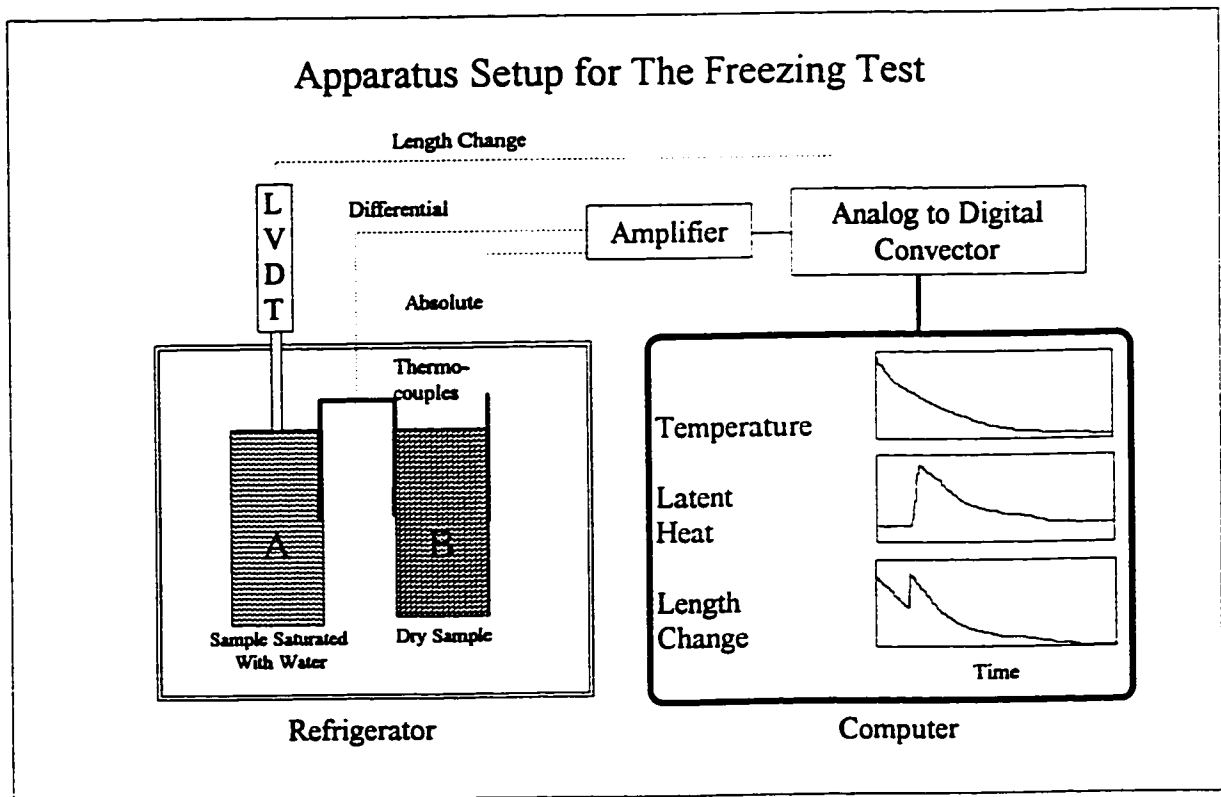 Apparatus Setup for The Freezing Test
Length Change
L
V
D
T
Differential
Absolute
Amplifier
Analog to Digital
Convector
Thermo-
couples
A
B
Sample Saturated
With Water
Dry Sample
Refrigerator
Temperature
Latent
Heat
Length
Change
Time
Computer